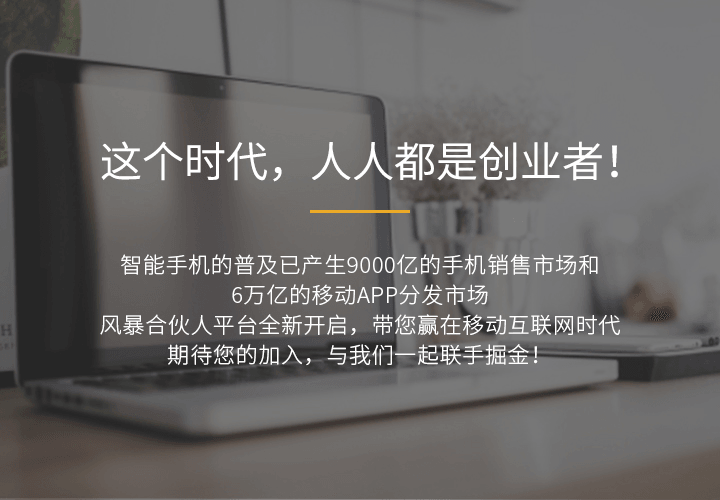 这个时代，人人都是创业者！
智能手机的普及已产生9000亿的手机销售市场和
6万亿的移动APP分发市场
风暴合伙人平台全新开启，带您赢在移动互联网时代
期待您的加入，与我们一起联手掘金！